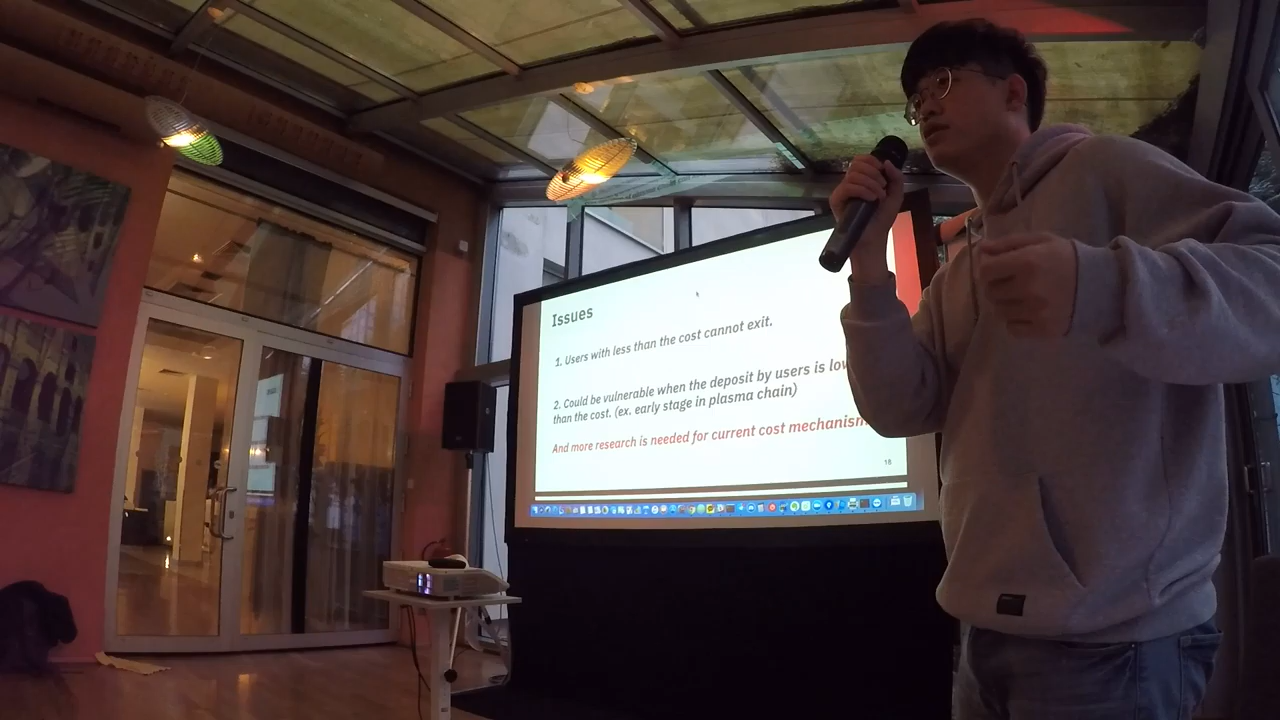 Issues
1. Users with less than the cost cannot exit.
2. Could be vulnerable when the deposit by users is
than the cost. (ex. early stage in plasma chain)
And more research is needed for current cost mechanism
18